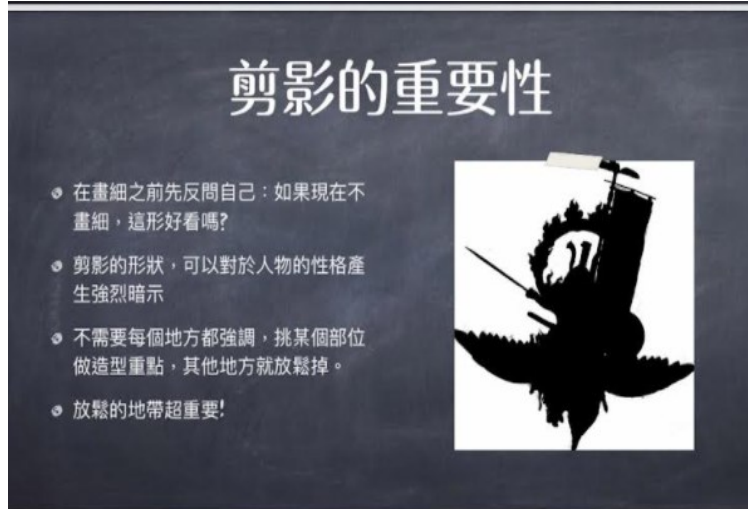 剪影的重要性
在畫細之前先反問自己：如果現在不
畫細，這形好看嗎?
剪影的形狀，可以對於人物的性格產
生強烈暗示
不需要每個地方都強調，挑某個部位
做造型重點，其他地方就放鬆掉。
放鬆的地帶超重要!